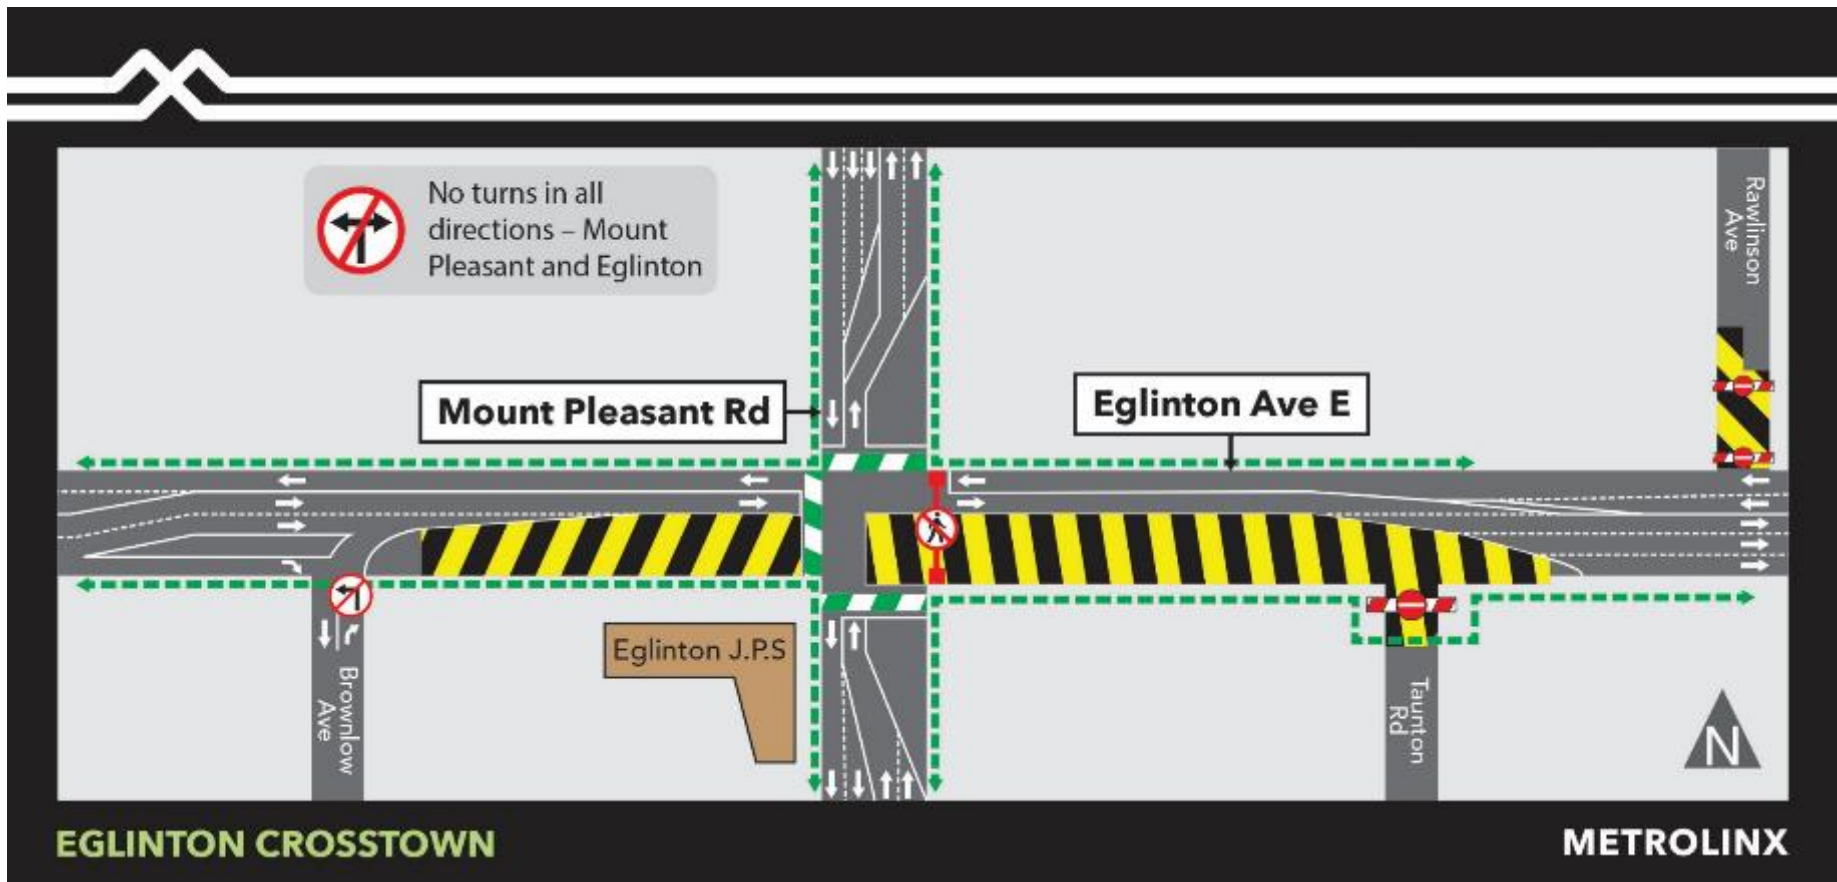 No turns in all
directions – Mount
Pleasant and Eglinton
Rawlinson
Ave
Mount Pleasant Rd
Eglinton Ave E
Eglinton J.P.S
Brownlow
Ave
Taunton
Rd
N
EGLINTON CROSSTOWN
METROLINX